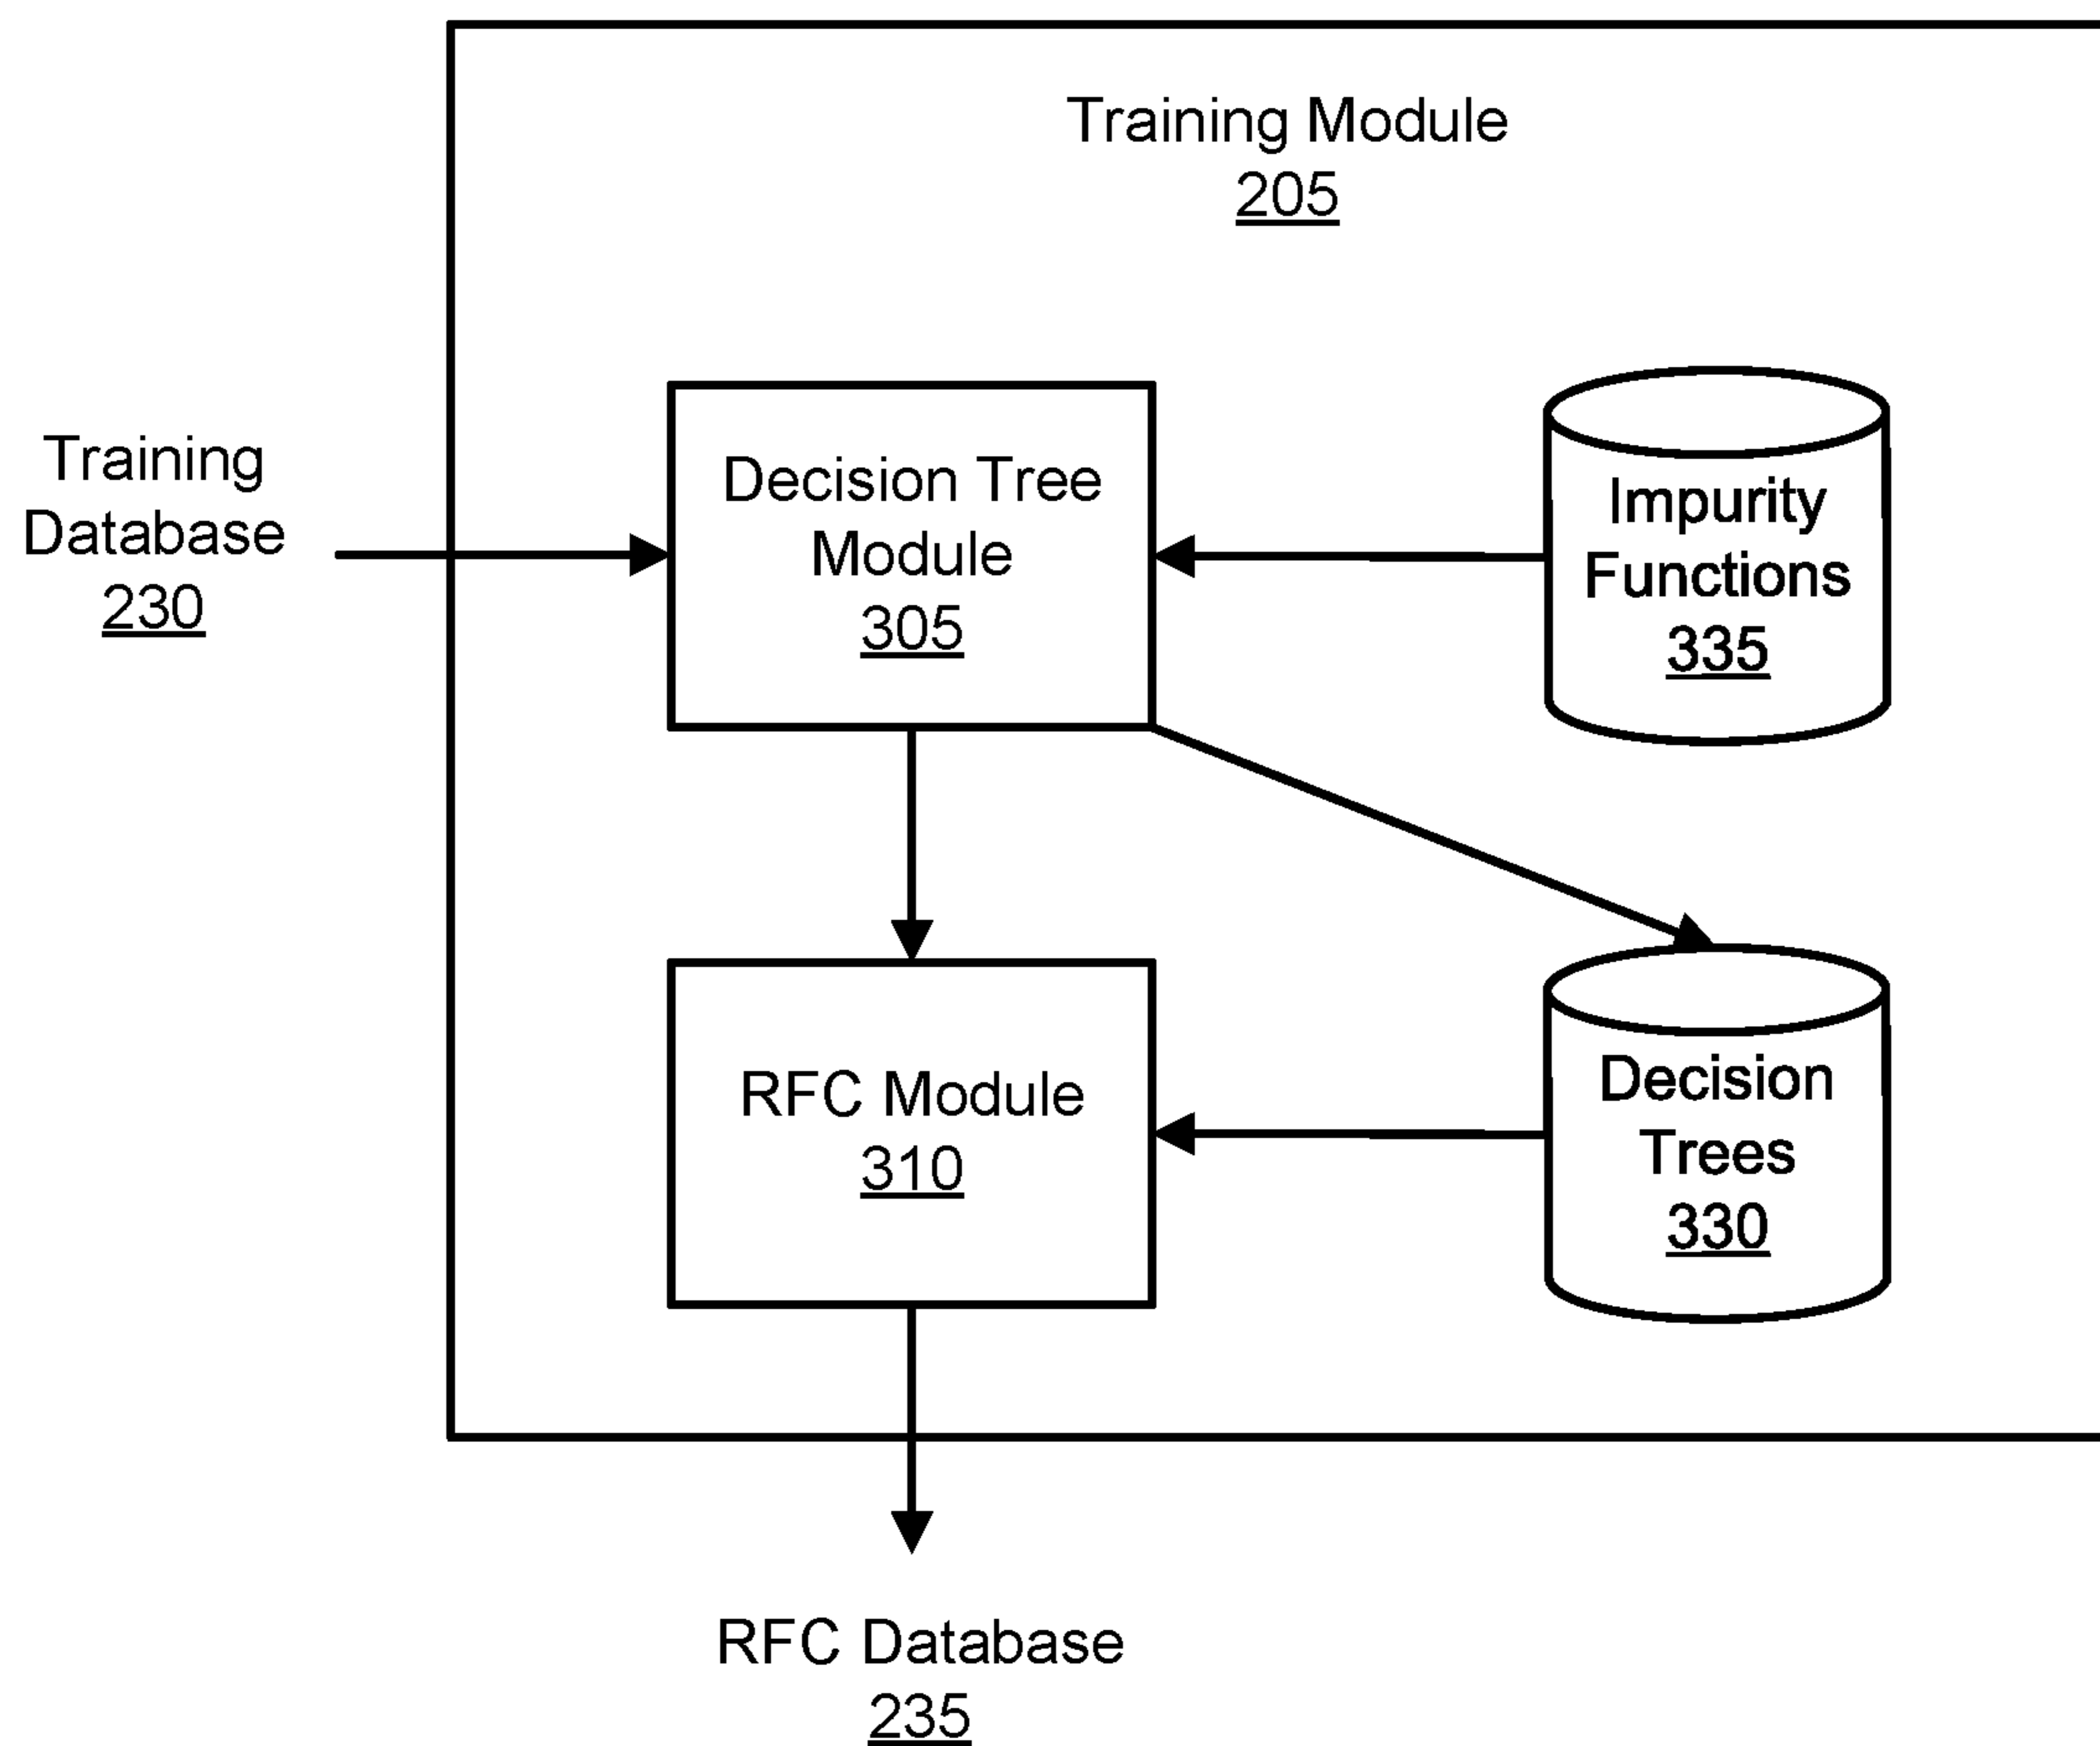 Training Module
205
Training
Database
230
Decision Tree
Module
305
Impurity
Functions
335
RFC Module
310
Decision
Trees
330
RFC Database
235